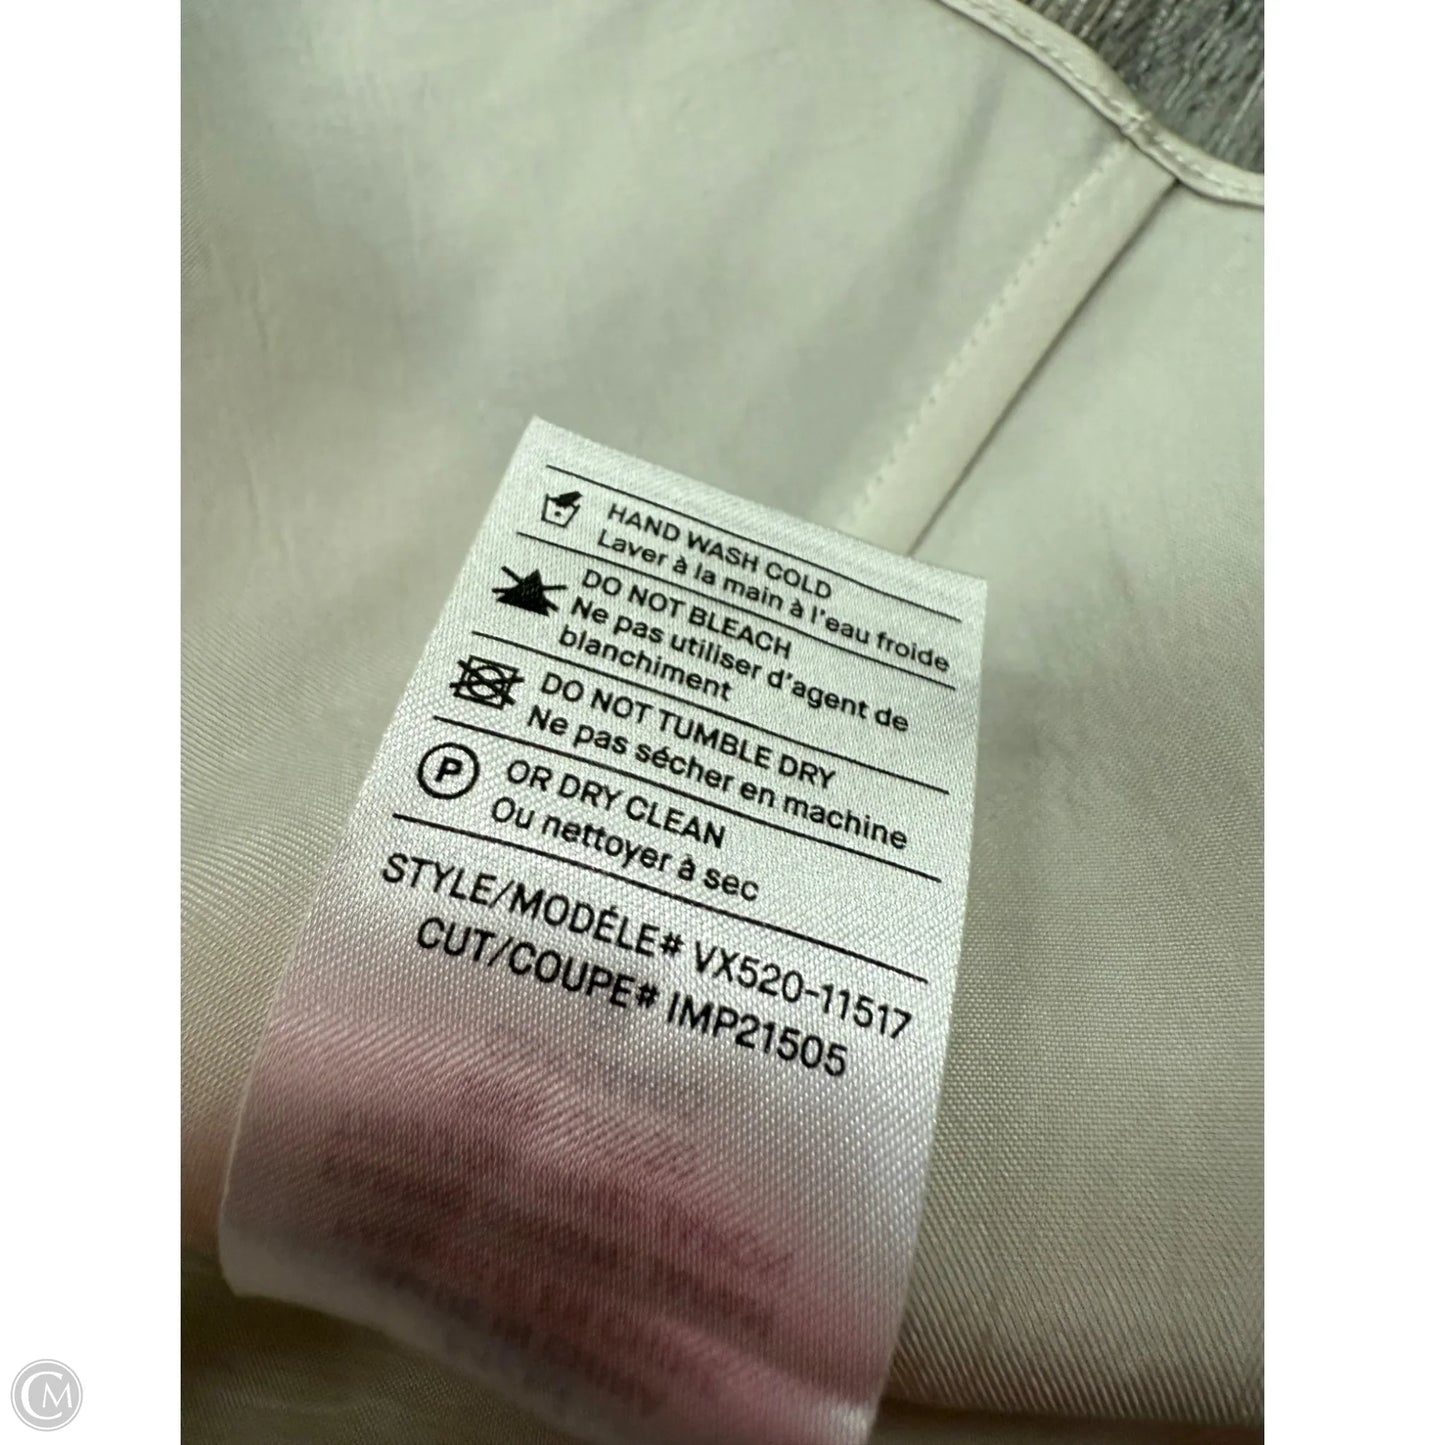 HAND WASH COLD
Laver à la main à l'eau froide
DO NOT BLEACH
Ne pas utiliser d'agent de
blanchiment
DO NOT TUMBLE DRY
Ne pas sécher en machine
P
OR DRY CLEAN
Ou nettoyer à sec
STYLE/MODÉLE# VX520-11517
CUT/COUPE# IMP21505
CM